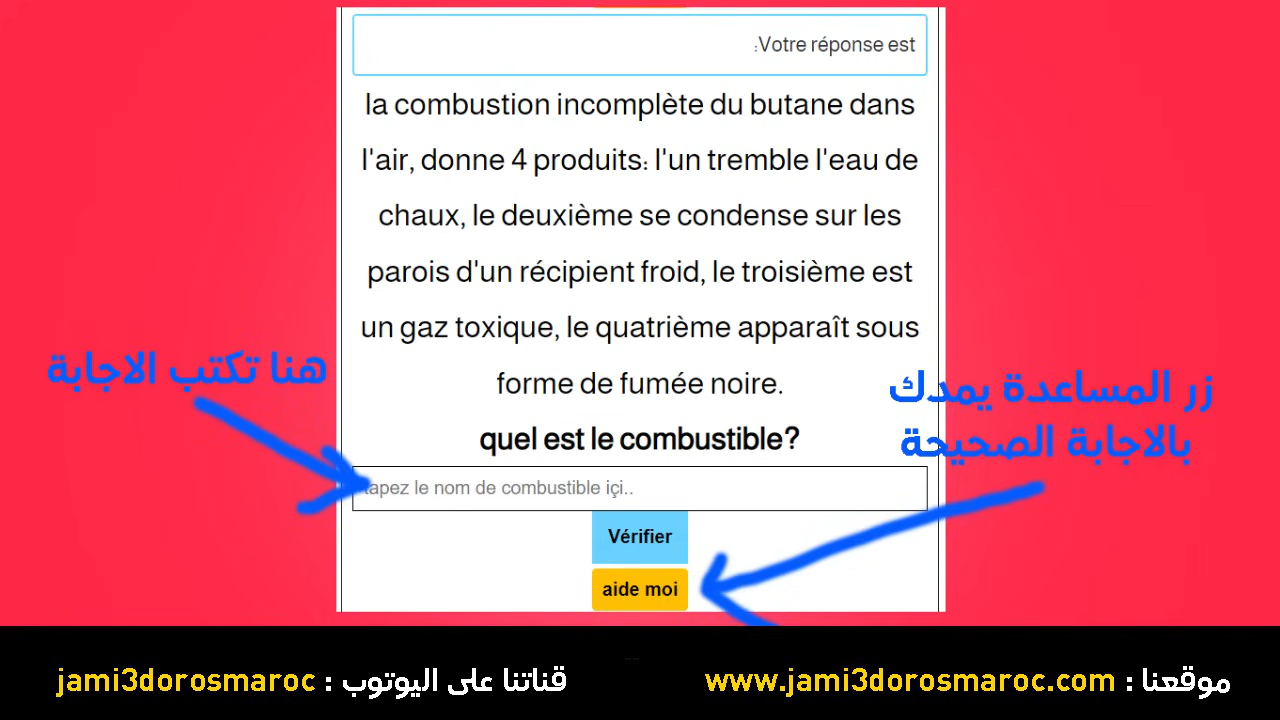 :Votre réponse est
la combustion incomplète du butane dans
l'air, donne 4 produits: l'un tremble l'eau de
chaux, le deuxième se condense sur les
parois d'un récipient froid, le troisième est
un gaz toxique, le quatrième apparaît sous
forme de fumée noire.
quel est le combustible?
هنا تكتب الاجابة
زر المساعدة يمدك
بالاجابة الصحيحة
tapez le nom de combustible içi..
Vérifier
aide moi
موقعنا : www.jami3dorosmaroc.com
قناتنا على اليوتوب : jami3dorosmaroc